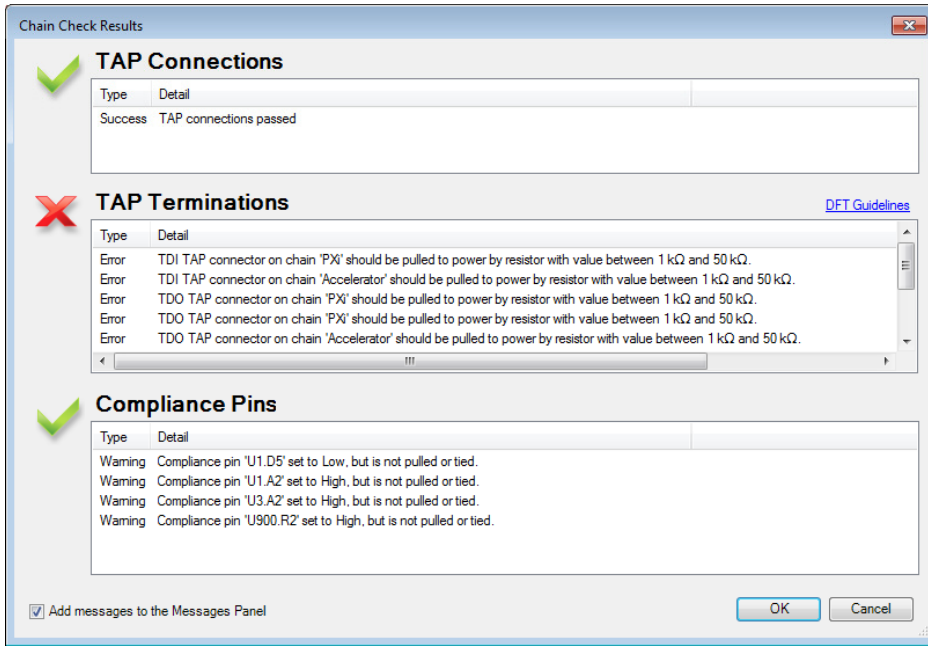 Chain Check Results
TAP Connections
Type Detail
Success TAP connections passed
TAP Terminations
DFT Guidelines
Type Detail
Error TDI TAP connector on chain 'PXi' should be pulled to power by resistor with value between 1 kΩ and 50 kΩ.
Error TDI TAP connector on chain 'Accelerator' should be pulled to power by resistor with value between 1 kΩ and 50 kΩ.
Error TDO TAP connector on chain 'PXi' should be pulled to power by resistor with value between 1 kΩ and 50 kΩ.
Error TDO TAP connector on chain 'PXi' should be pulled to power by resistor with value between 1 kΩ and 50 kΩ.
Error TDO TAP connector on chain 'Accelerator' should be pulled to power by resistor with value between 1 kΩ and 50 kΩ.
Compliance Pins
Type Detail
Warning Compliance pin 'U1.D5' set to Low, but is not pulled or tied.
Warning Compliance pin 'U1.A2' set to High, but is not pulled or tied.
Warning Compliance pin 'U3.A2' set to High, but is not pulled or tied.
Warning Compliance pin 'U900.R2' set to High, but is not pulled or tied.
Add messages to the Messages Panel
OK
Cancel